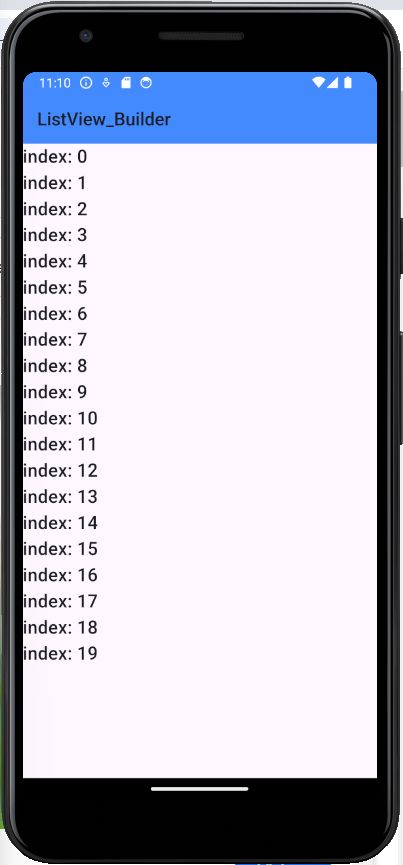 11:10
ListView_Builder
index: 0
index: 1
index: 2
index: 3
index: 4
index: 5
index: 6
index: 7
index: 8
index: 9
index: 10
index: 11
index: 12
index: 13
index: 14
index: 15
index: 16
index: 17
index: 18
index: 19